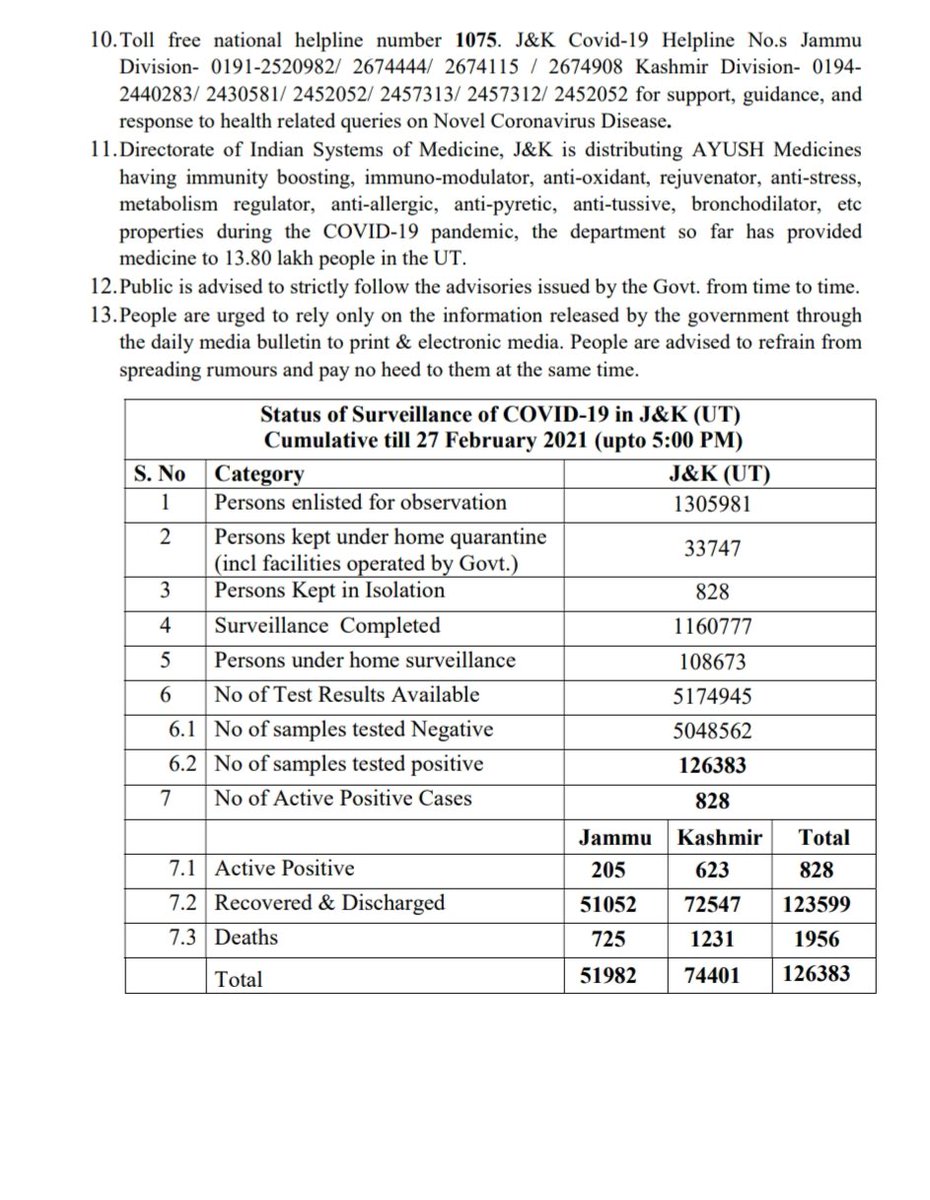 10.Toll free national helpline number 1075. J&K Covid-19 Helpline No.s Jammu
Division- 0191-2520982/ 2674444/ 2674115 / 2674908 Kashmir Division- 0194-
2440283/ 2430581/ 2452052/ 2457313/ 2457312/ 2452052 for support, guidance, and
response to health related queries on Novel Coronavirus Disease.
11.Directorate of Indian Systems of Medicine, J&K is distributing AYUSH Medicines
having immunity boosting, immuno-modulator, anti-oxidant, rejuvenator, anti-stress,
metabolism regulator, anti-allergic, anti-pyretic, anti-tussive, bronchodilator, etc
properties during the COVID-19 pandemic, the department so far has provided
medicine to 13.80 lakh people in the UT.
12.Public is advised to strictly follow the advisories issued by the Govt. from time to time.
13.People are urged to rely only on the information released by the government through
the daily media bulletin to print & electronic media. People are advised to refrain from
spreading rumours and pay no heed to them at the same time.
Status of Surveillance of COVID-19 in J&K (UT)
Cumulative till 27 February 2021 (upto 5:00 PM)
S. No Category J&K (UT)
1 Persons enlisted for observation 1305981
2 Persons kept under home quarantine
(incl facilities operated by Govt.) 33747
3 Persons Kept in Isolation 828
4 Surveillance Completed 1160777
5 Persons under home surveillance 108673
6 No of Test Results Available 5174945
6.1 No of samples tested Negative 5048562
6.2 No of samples tested positive 126383
7 No of Active Positive Cases 828
Jammu Kashmir Total
7.1 Active Positive 205 623 828
7.2 Recovered & Discharged 51052 72547 123599
7.3 Deaths 725 1231 1956
Total 51982 74401 126383